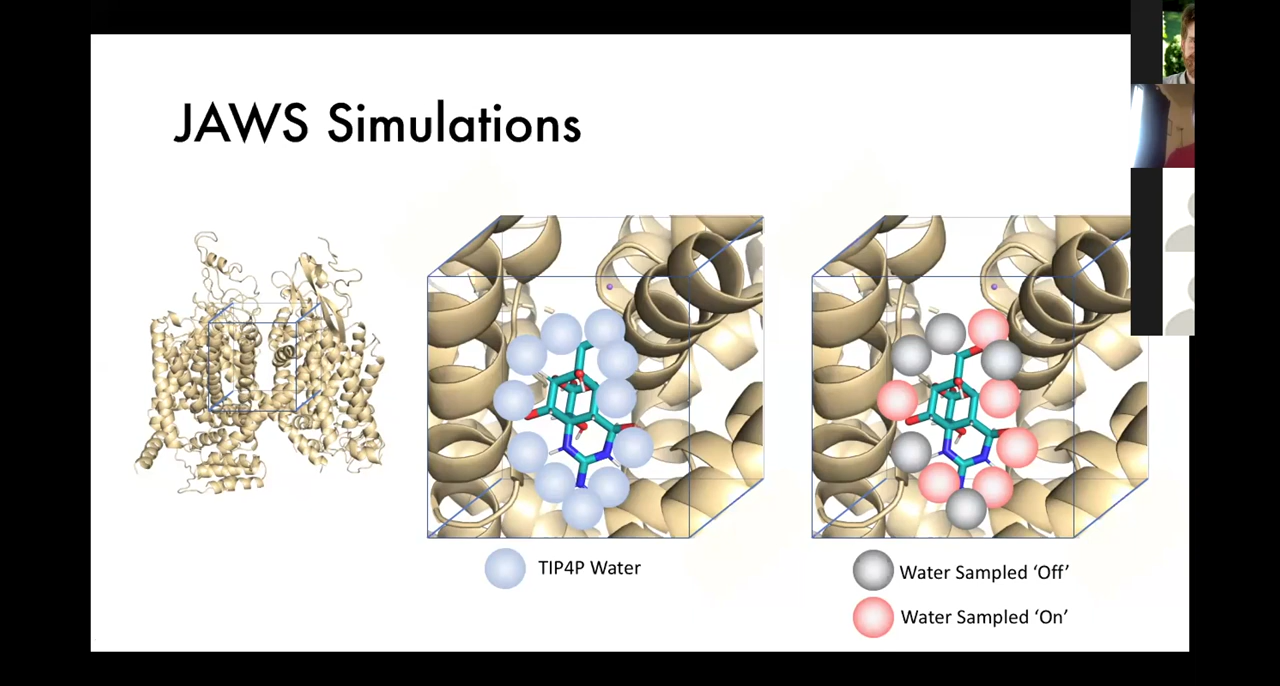 JAWS Simulations
TIP4P Water
Water Sampled ‘Off’
Water Sampled ‘On’